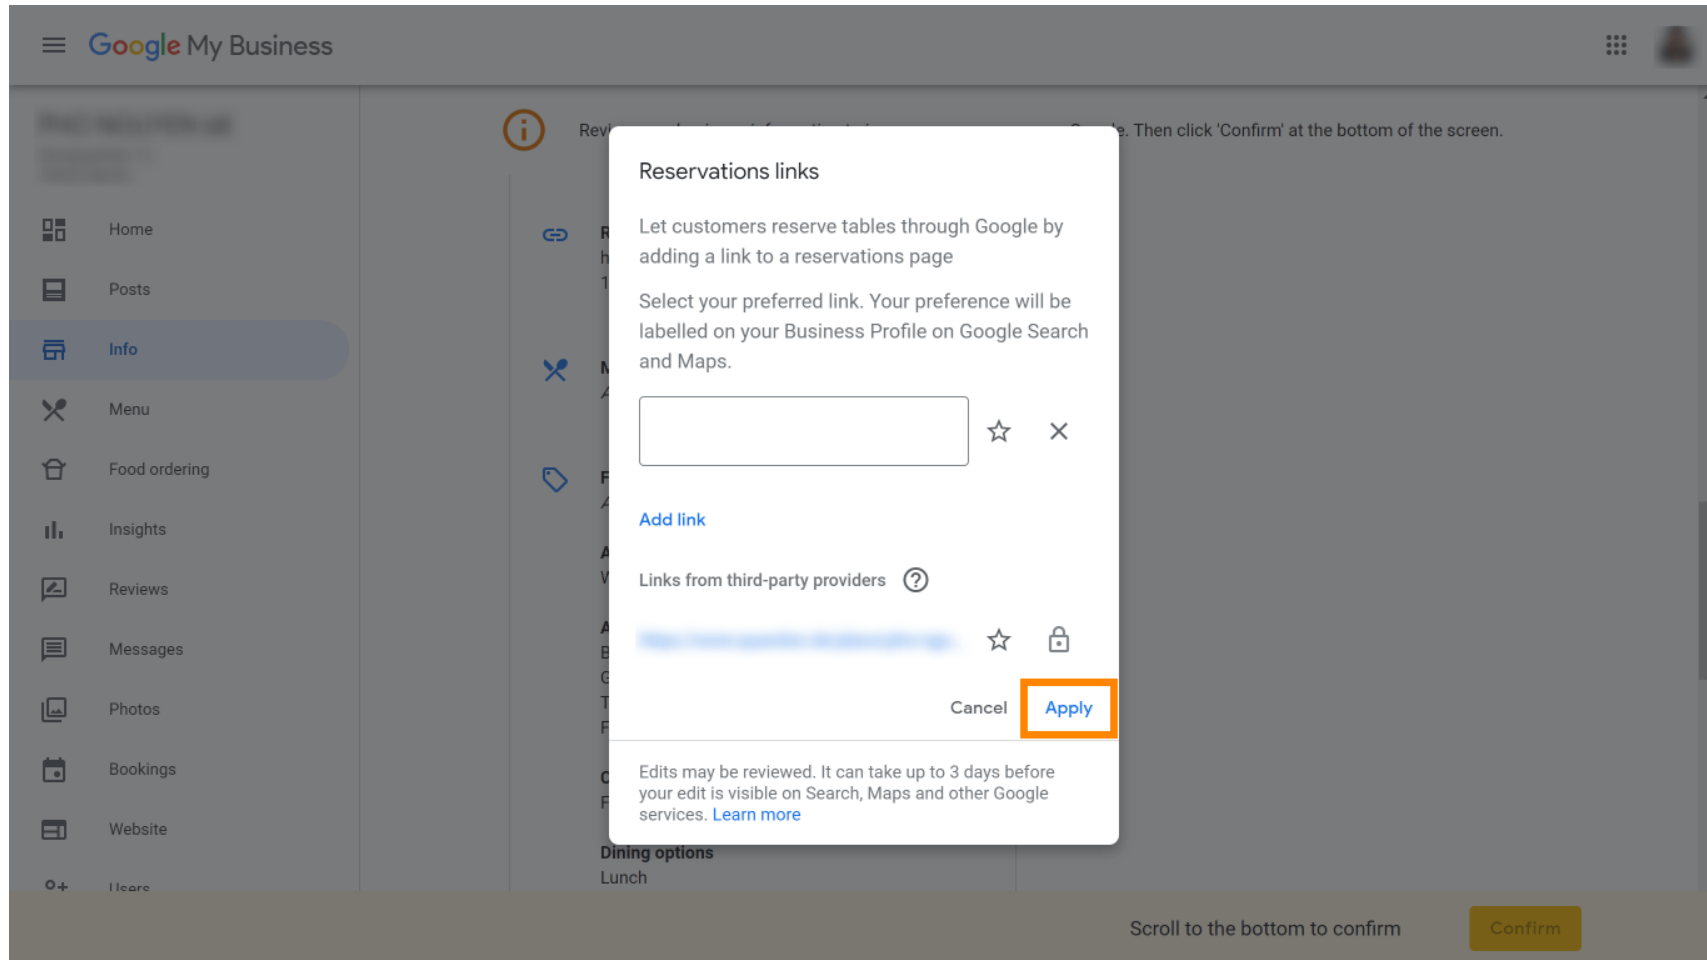 Google My Business
Home
Posts
Info
Menu
Food ordering
Insights
Reviews
Messages
Photos
Bookings
Website
Users
Then click 'Confirm' at the bottom of the screen.
Reservations links
Let customers reserve tables through Google by
adding a link to a reservations page
Select your preferred link. Your preference will be
labelled on your Business Profile on Google Search
and Maps.
Add link
Links from third-party providers
Cancel
Apply
Edits may be reviewed. It can take up to 3 days before
your edit is visible on Search, Maps and other Google
services. Learn more
Dining options
Lunch
Scroll to the bottom to confirm
Confirm